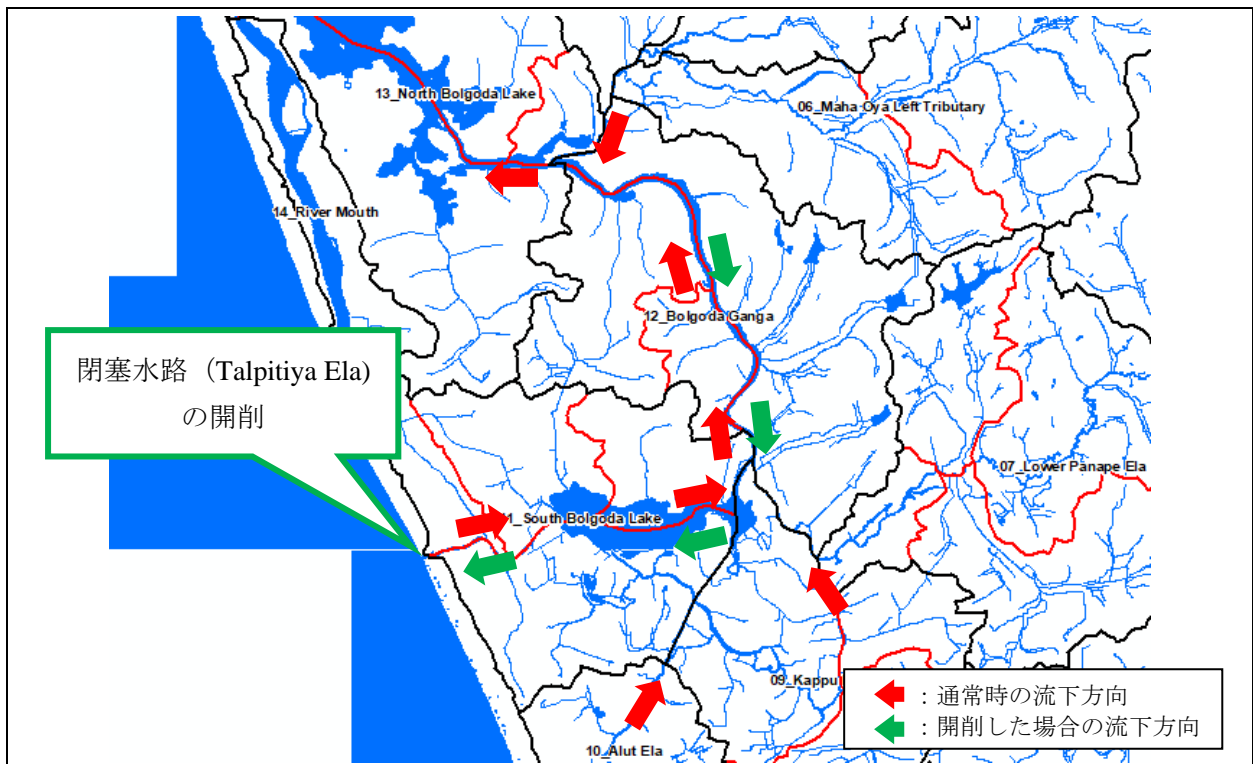 13_North Bolgoda Lake
06_Maha Oya Left Tributary
14_River Mouth
12_Bolgoda Ganga
閉塞水路（Talpitiya Ela)
の開削
07_Lower Panape Ela
11_South Bolgoda Lake
09_Kappu
10_Alut Ela
：通常時の流下方向
：開削した場合の流下方向